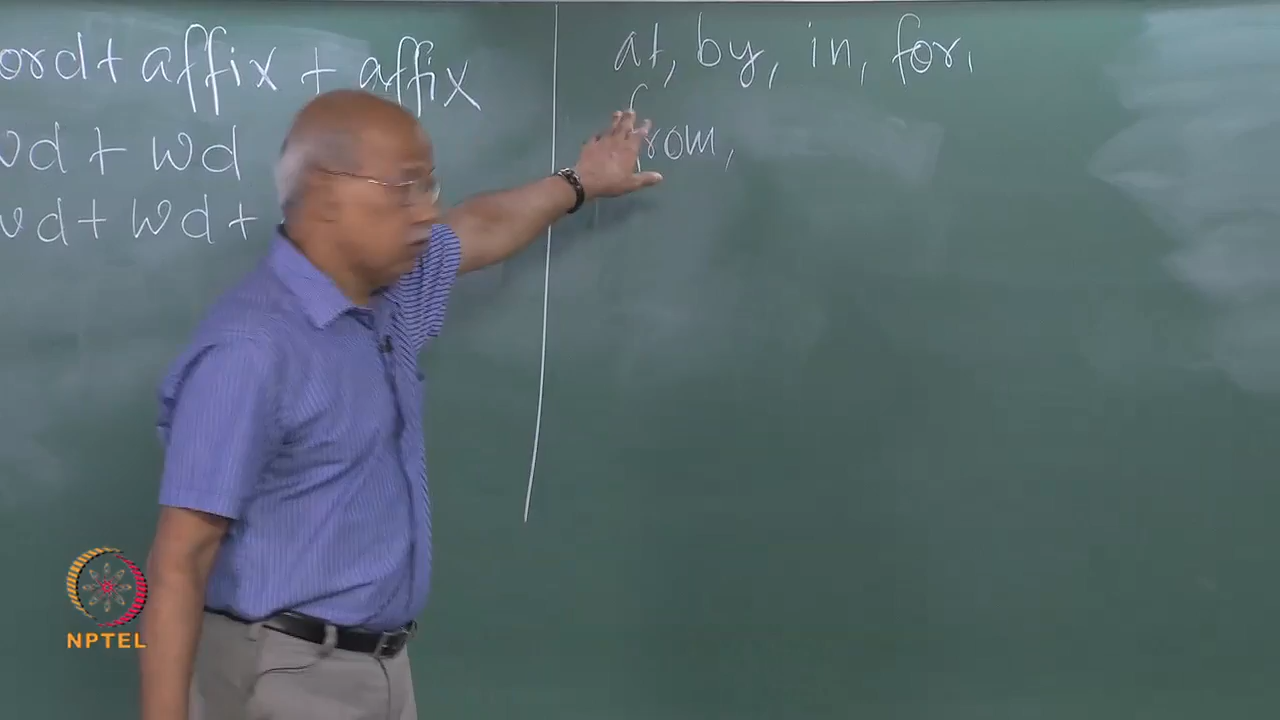 ord + affix + affix
wd + wd
wd + wd +
at, by, in, for,
from,
NPTEL